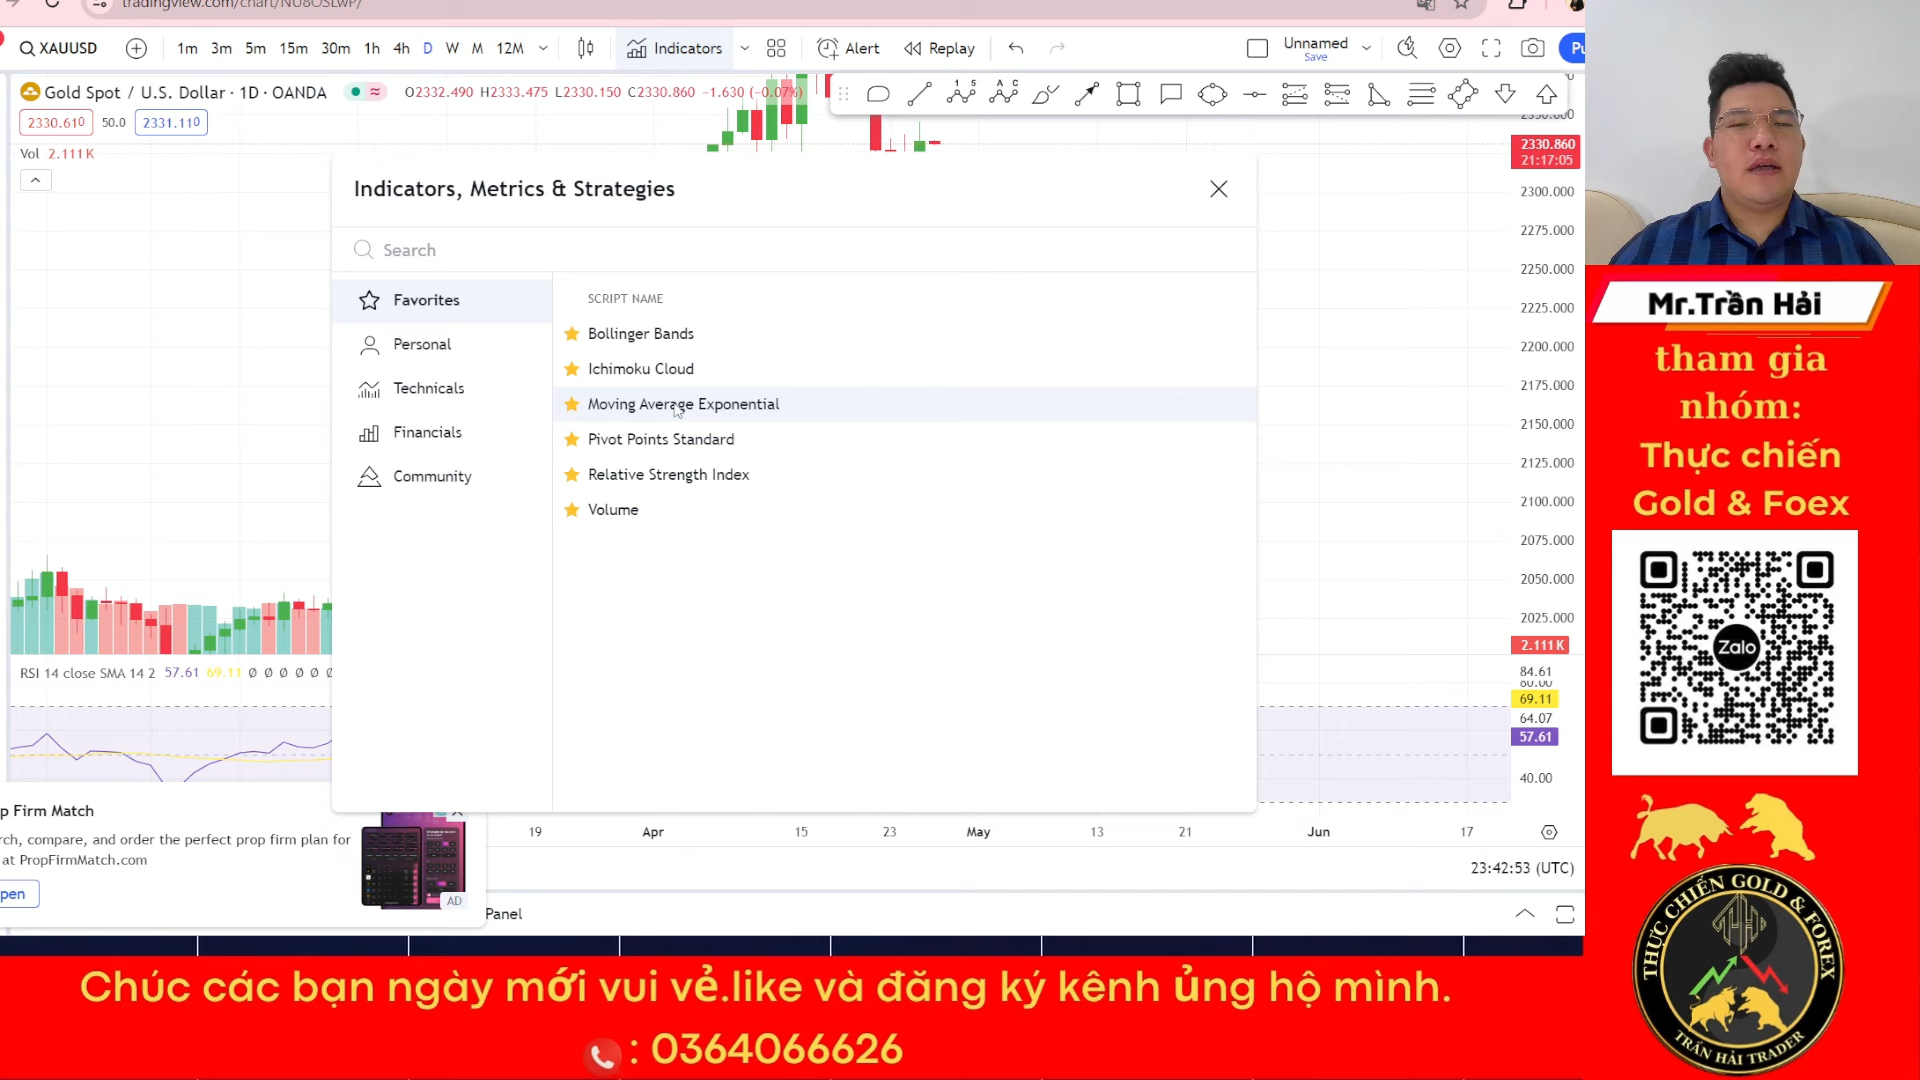 tradingview.com/chart/NU8OSLwP/
XAUUSD
1m 3m 5m 15m 30m 1h 4h D W M 12M
Indicators
Alert
Replay
Unnamed
Save
Gold Spot / U.S. Dollar · 1D · OANDA
O2332.490 H2333.475 L2330.150 C2330.860 −1.630 (−0.07%)
2330.610 50.0 2331.110
Vol 2.111K
2330.860
21:17:05
2300.000
2275.000
2250.000
2225.000
2200.000
2175.000
2150.000
2125.000
2100.000
2075.000
2050.000
2025.000
2.111K
Indicators, Metrics & Strategies
Search
Favorites
Personal
Technicals
Financials
Community
SCRIPT NAME
Bollinger Bands
Ichimoku Cloud
Moving Average Exponential
Pivot Points Standard
Relative Strength Index
Volume
RSI 14 close SMA 14 2 57.61 69.11 Ø Ø Ø Ø Ø Ø
84.61
80.00
69.11
64.07
57.61
40.00
19 Apr 15 23 May 13 21 Jun 17
23:42:53 (UTC)
p Firm Match
rch, compare, and order the perfect prop firm plan for
at PropFirmMatch.com
pen
AD
Panel
Mr.Trần Hải
tham gia
nhóm:
Thực chiến
Gold & Foex
Zalo
THỰC CHIẾN GOLD & FOREX
TRẦN HẢI TRADER
Chúc các bạn ngày mới vui vẻ.like và đăng ký kênh ủng hộ mình.
: 0364066626